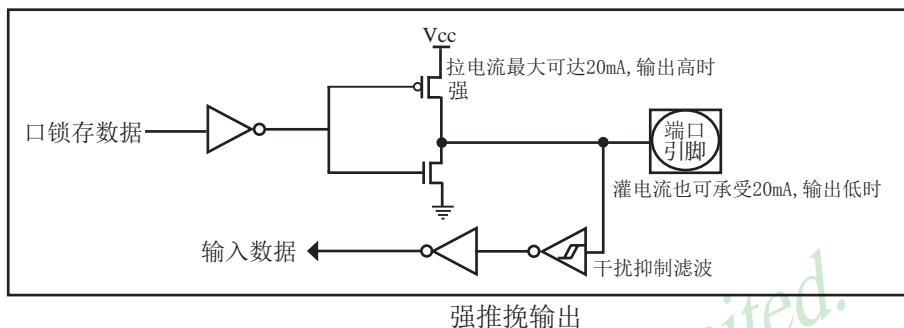 Vcc
拉电流最大可达20mA,输出高时
强
口锁存数据
端口
引脚
灌电流也可承受20mA,输出低时
输入数据
干扰抑制滤波
强推挽输出
ited.